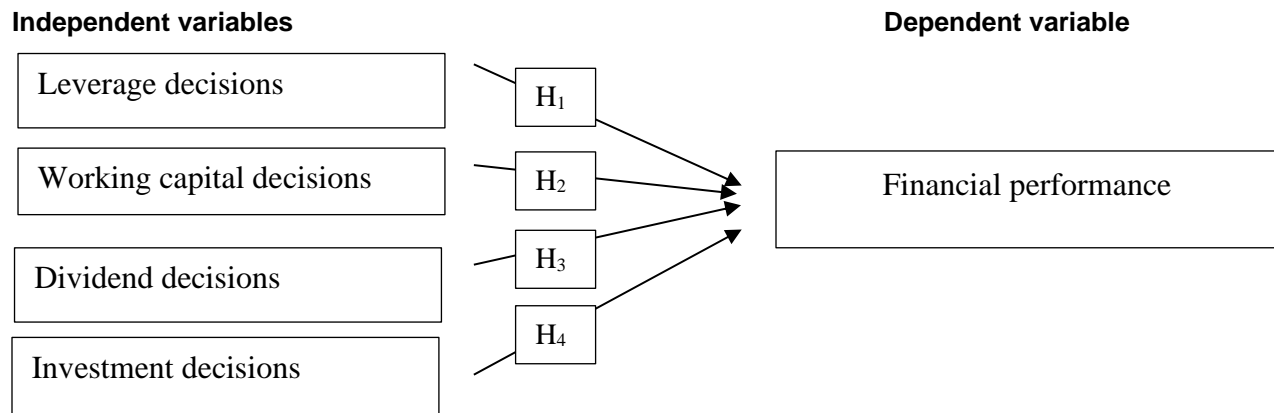 Independent variables
Dependent variable
Leverage decisions
H₁
Working capital decisions
H₂
Financial performance
Dividend decisions
H₃
Investment decisions
H₄